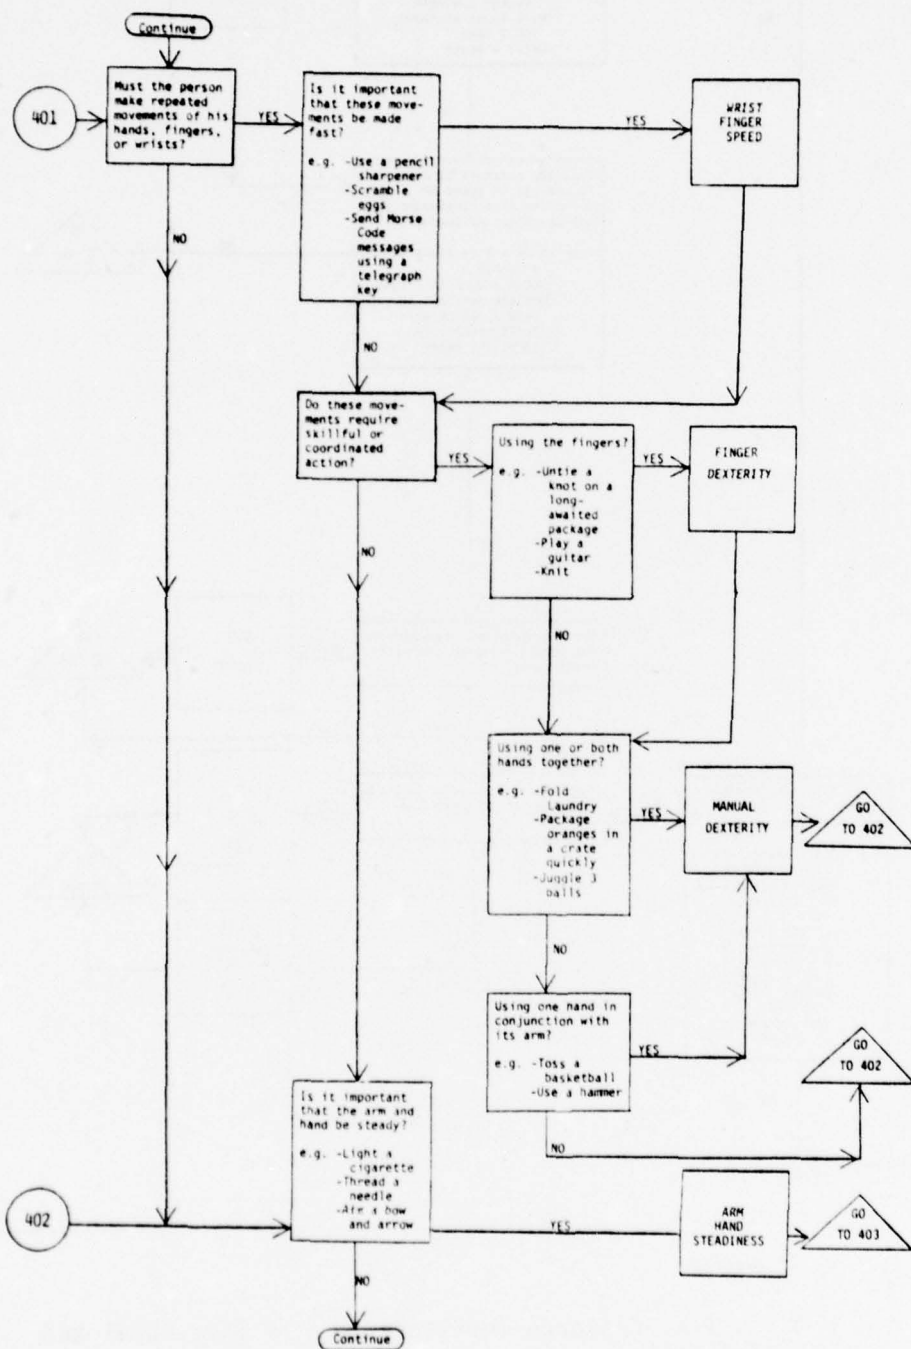 Continue
401
Must the person
make repeated
movements of his
hands, fingers,
or wrists?
YES
Is it important
that these move-
ments be made
fast?
e.g. -Use a pencil
sharpener
-Scramble
eggs
-Send Morse
Code
messages
using a
telegraph
key
YES
WRIST
FINGER
SPEED
NO
NO
Do these move-
ments require
skillful or
coordinated
action?
YES
Using the fingers?
e.g. -Untie a
knot on a
long-
awaited
package
-Play a
guitar
-Knit
YES
FINGER
DEXTERITY
NO
NO
Using one or both
hands together?
e.g. -Fold
Laundry
-Package
oranges in
a crate
quickly
-Juggle 3
balls
YES
MANUAL
DEXTERITY
GO
TO 402
NO
Using one hand in
conjunction with
its arm?
e.g. -Toss a
basketball
-Use a hammer
YES
GO
TO 402
NO
Is it important
that the arm and
hand be steady?
e.g. -Light a
cigarette
-Thread a
needle
a bow
and arrow
402
YES
ARM
HAND
STEADINESS
GO
TO 403
NO
Continue